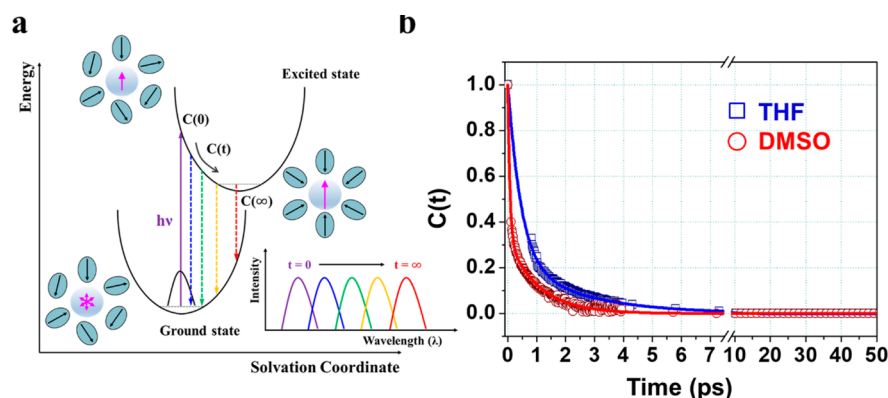 a
Energy
Excited state
C(0)
C(t)
C(∞)
hν
Ground state
Intensity
t = 0
t = ∞
Wavelength (λ)
Solvation Coordinate
b
C(t)
1.0
0.8
0.6
0.4
0.2
0.0
THF
DMSO
0 1 2 3 4 5 6 7 10 20 30 40 50
Time (ps)